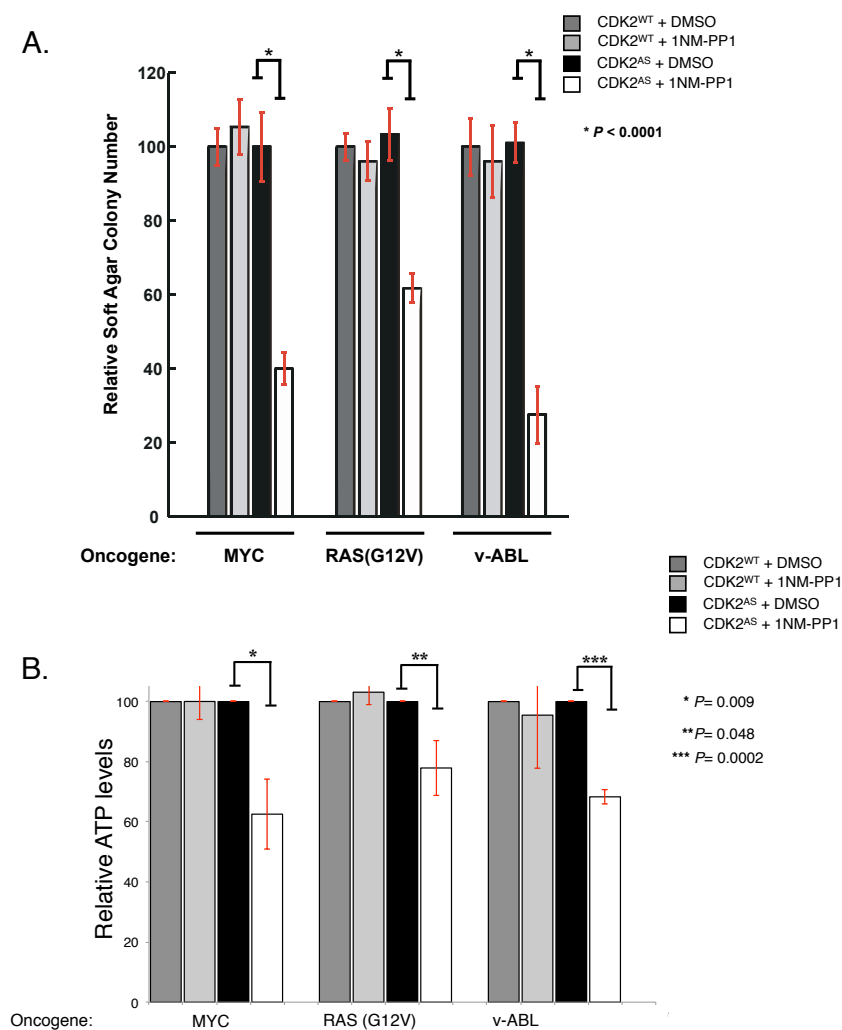 A.
CDK2ᵂᵀ + DMSO
CDK2ᵂᵀ + 1NM-PP1
CDK2ᴬˢ + DMSO
CDK2ᴬˢ + 1NM-PP1
* P < 0.0001
* * *
Relative Soft Agar Colony Number
120
100
80
60
40
20
0
Oncogene: MYC RAS(G12V) v-ABL
CDK2ᵂᵀ + DMSO
CDK2ᵂᵀ + 1NM-PP1
CDK2ᴬˢ + DMSO
CDK2ᴬˢ + 1NM-PP1
B.
* ** ***
* P= 0.009
**P= 0.048
*** P= 0.0002
Relative ATP levels
100
80
60
40
20
0
Oncogene: MYC RAS (G12V) v-ABL